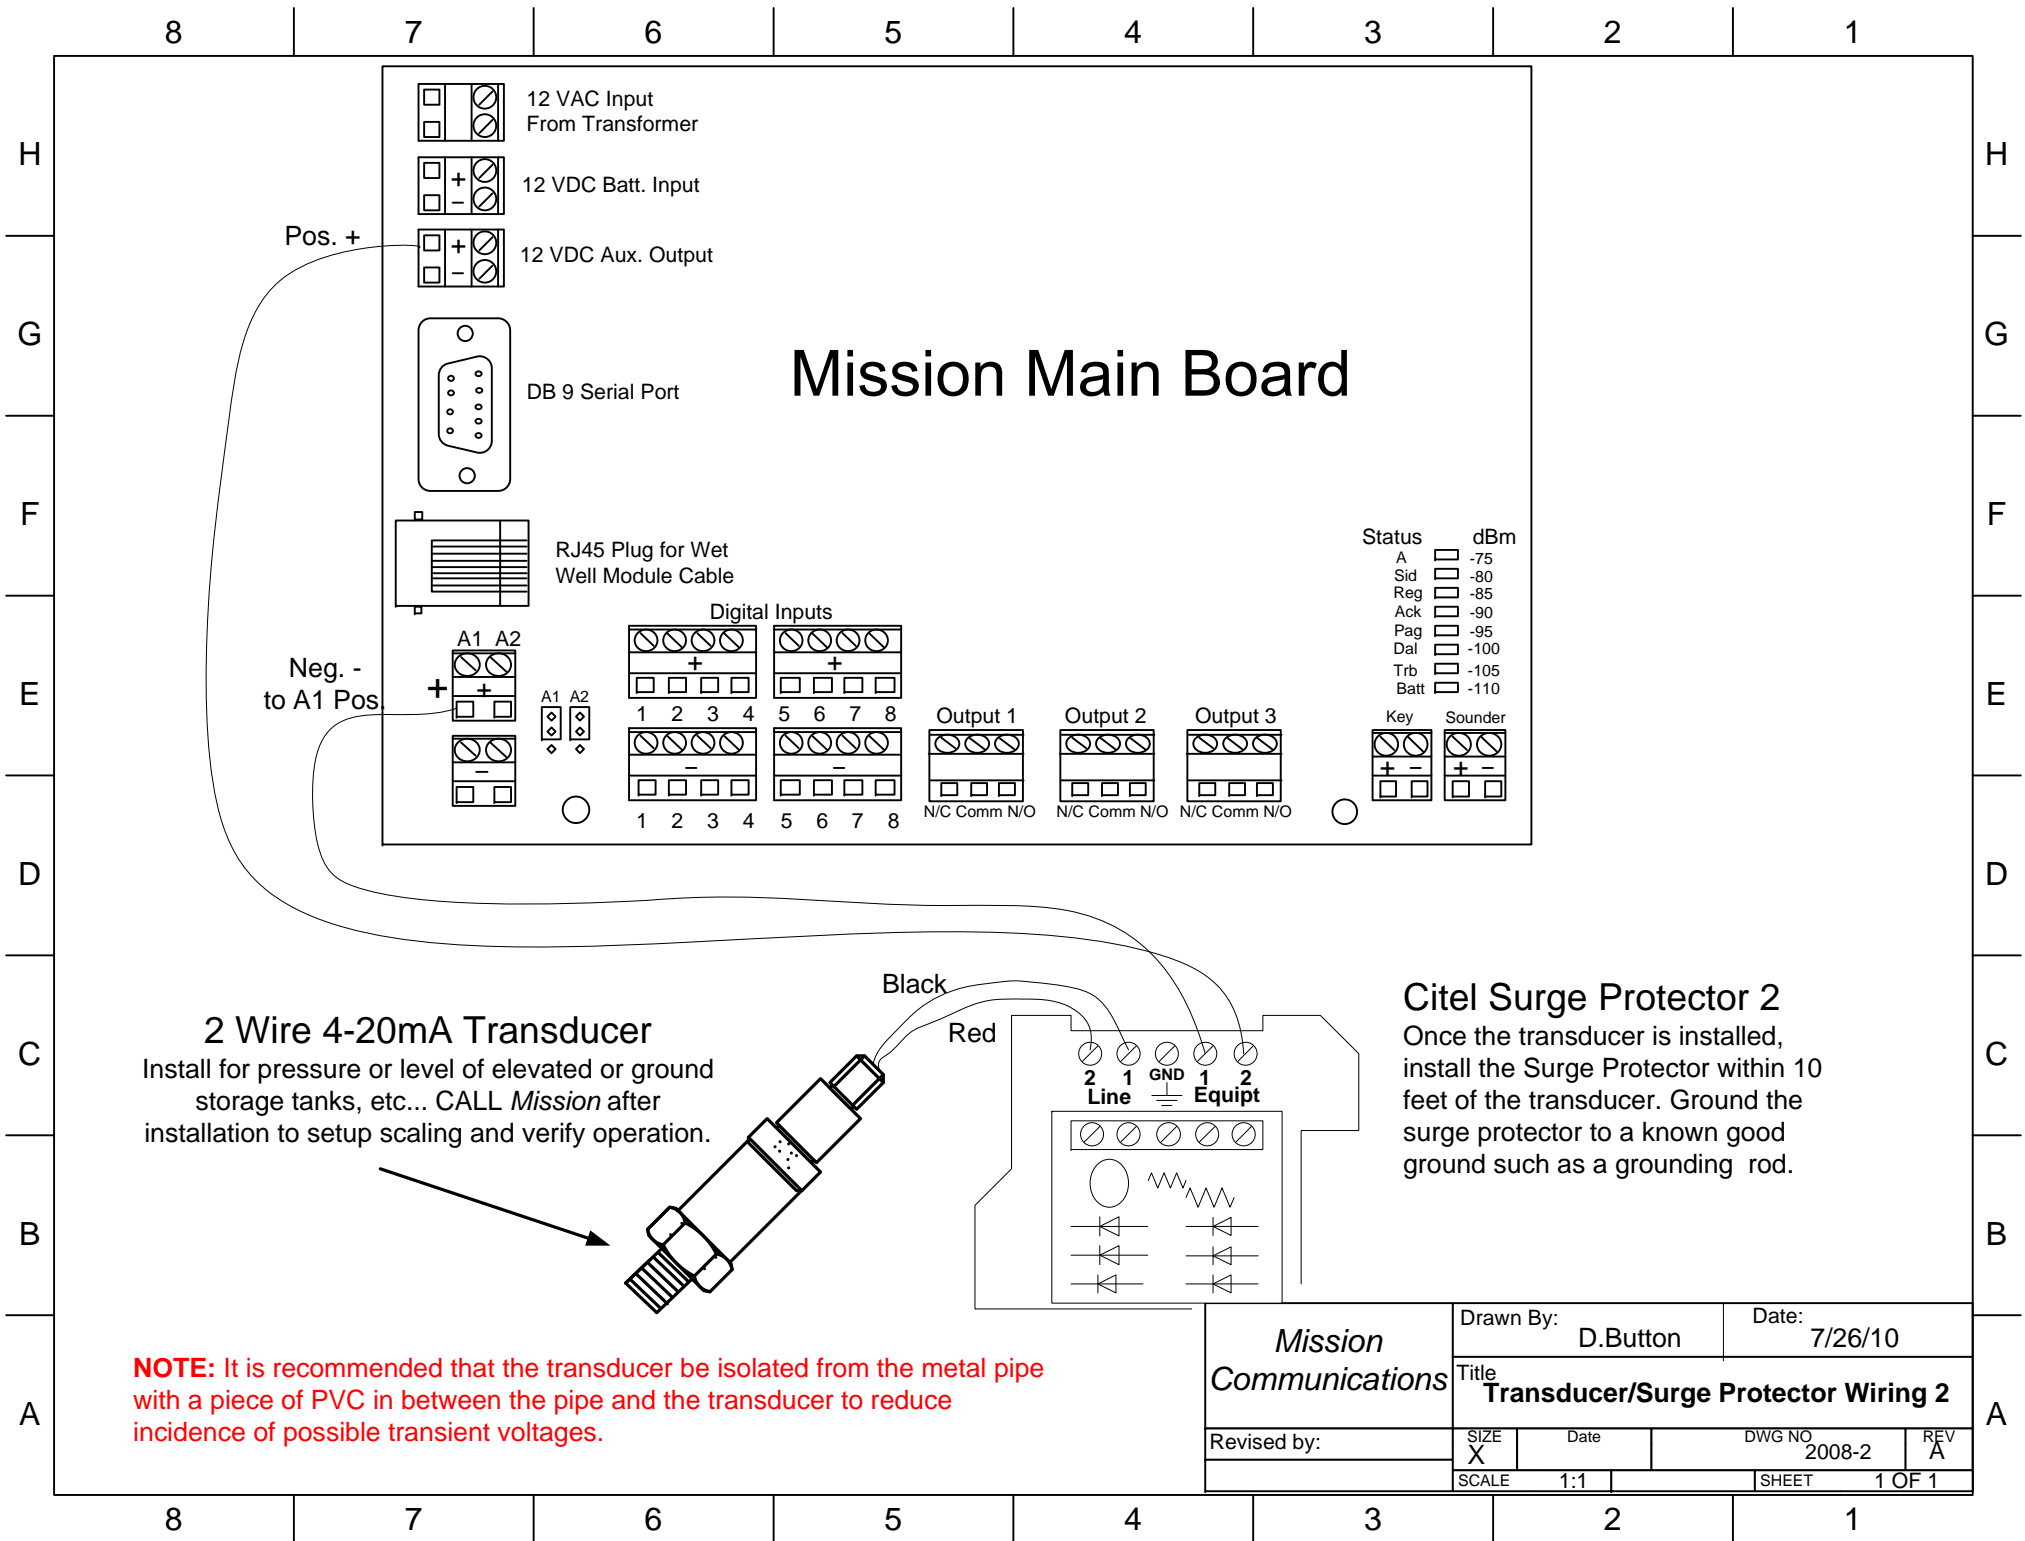 8 7 6 5 4 3 2 1
H
H
G
G
F
F
E
E
D
D
C
C
B
B
A
A
12 VAC Input
From Transformer
+
−
12 VDC Batt. Input
Pos. +
+
−
12 VDC Aux. Output
DB 9 Serial Port
Mission Main Board
RJ45 Plug for Wet
Well Module Cable
Status dBm
A -75
Sid -80
Reg -85
Ack -90
Pag -95
Dal -100
Trb -105
Batt -110
Digital Inputs
A1 A2
Neg. -
to A1 Pos.
+
+
−
A1 A2
+
+
1 2 3 4 5 6 7 8
−
−
1 2 3 4 5 6 7 8
Output 1 Output 2 Output 3
N/C Comm N/O N/C Comm N/O N/C Comm N/O
Key Sounder
+ − + −
Black
Red
2 Wire 4-20mA Transducer
Install for pressure or level of elevated or ground
storage tanks, etc... CALL Mission after
installation to setup scaling and verify operation.
2 1 GND 1 2
Line Equipt
Citel Surge Protector 2
Once the transducer is installed,
install the Surge Protector within 10
feet of the transducer. Ground the
surge protector to a known good
ground such as a grounding rod.
NOTE: It is recommended that the transducer be isolated from the metal pipe
with a piece of PVC in between the pipe and the transducer to reduce
incidence of possible transient voltages.
Mission
Communications
Drawn By:
D.Button
Date:
7/26/10
Title
Transducer/Surge Protector Wiring 2
Revised by:
SIZE
X
Date
DWG NO
2008-2
REV
A
SCALE 1:1
SHEET 1 OF 1
8 7 6 5 4 3 2 1